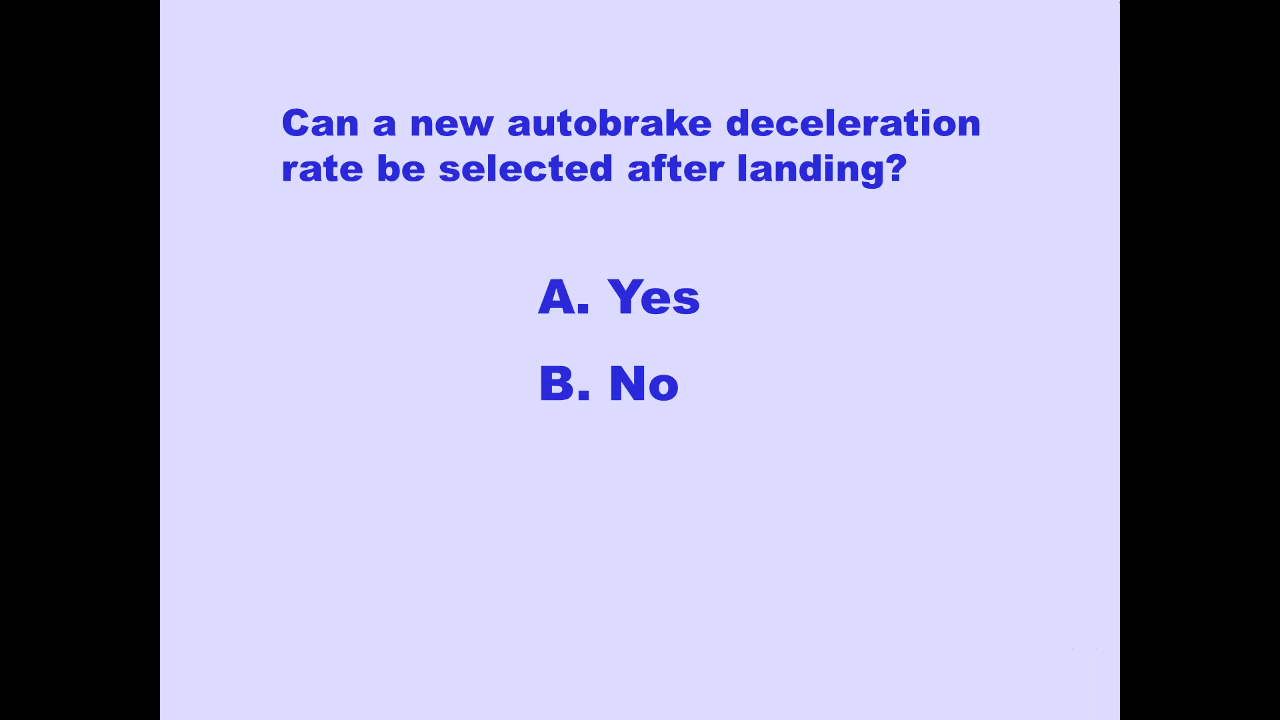 Can a new autobrake deceleration
rate be selected after landing?
A. Yes
B. No